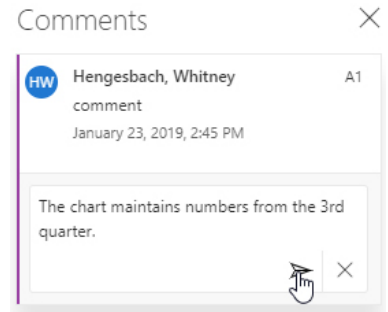 Comments
HW
Hengesbach, Whitney A1
comment
January 23, 2019, 2:45 PM
The chart maintains numbers from the 3rd
quarter.